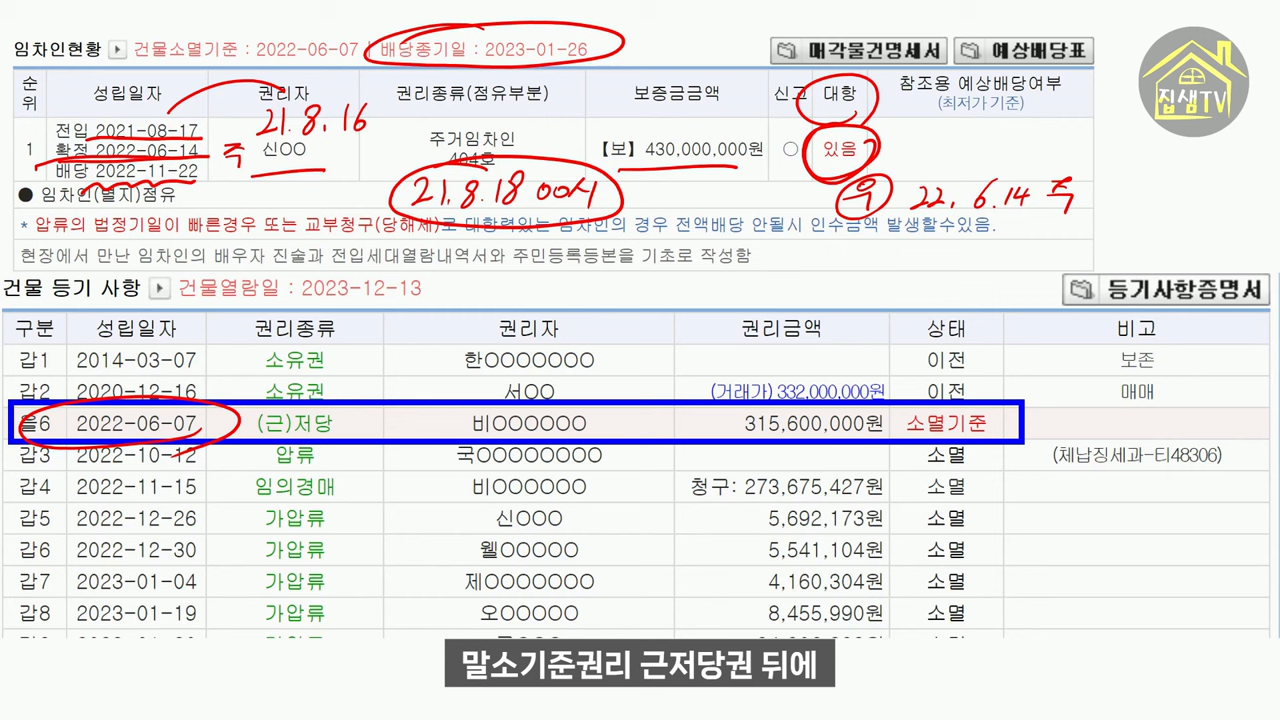 임차인현황 건물소멸기준 : 2022-06-07 | 배당종기일 : 2023-01-26 매각물건명세서 예상배당표
집샘TV
순위 성립일자 권리자 권리종류(점유부분) 보증금금액 신고 대항 참조용 예상배당여부 (최저가기준)
21.8.16
1 전입 2021-08-17 확정 2022-06-14 배당 2022-11-22 주 신OO 주거임차인 404호 【보】 430,000,000원 ○ 있음
21.8.18 00시
우 22.6.14 주
● 임차인(별지)점유
* 압류의 법정기일이 빠른경우 또는 교부청구(당해세)로 대항력있는 임차인의 경우 전액배당 안될시 인수금액 발생할수있음.
현장에서 만난 임차인의 배우자 진술과 전입세대열람내역서와 주민등록등본을 기초로 작성함
건물 등기 사항 건물열람일 : 2023-12-13 등기사항증명서
구분 성립일자 권리종류 권리자 권리금액 상태 비고
갑1 2014-03-07 소유권 한OOOOOOO 이전 보존
갑2 2020-12-16 소유권 서OO (거래가) 332,000,000원 이전 매매
을6 2022-06-07 (근)저당 비OOOOOO 315,600,000원 소멸기준
갑3 2022-10-12 압류 국OOOOOOOO 소멸 (체납징세과-티48306)
갑4 2022-11-15 임의경매 비OOOOOO 청구: 273,675,427원 소멸
갑5 2022-12-26 가압류 신OOO 5,692,173원 소멸
갑6 2022-12-30 가압류 웰OOOOO 5,541,104원 소멸
갑7 2023-01-04 가압류 제OOOOOOO 4,160,304원 소멸
갑8 2023-01-19 가압류 오OOOOOO 8,455,990원 소멸
말소기준권리 근저당권 뒤에